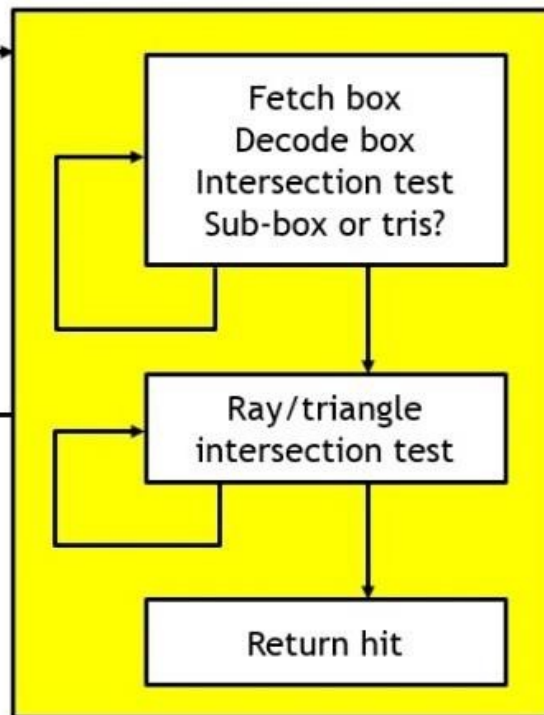 Fetch box
Decode box
Intersection test
Sub-box or tris?
Ray/triangle
intersection test
Return hit